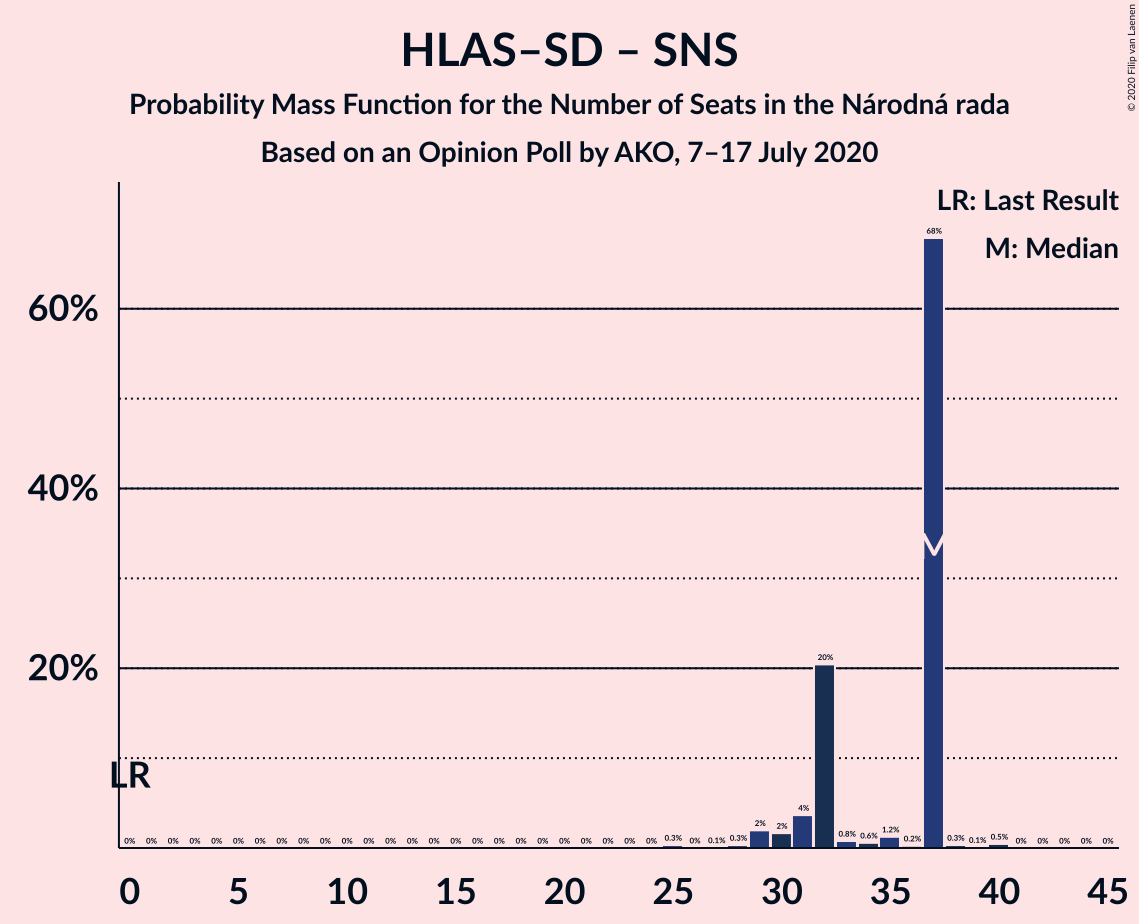 HLAS–SD – SNS
Probability Mass Function for the Number of Seats in the Národná rada
Based on an Opinion Poll by AKO, 7–17 July 2020
© 2020 Filip van Laenen
LR: Last Result
M: Median
60%
40%
20%
LR
68%
20%
0% 0% 0% 0% 0% 0% 0% 0% 0% 0% 0% 0% 0% 0% 0% 0% 0% 0% 0% 0% 0% 0% 0% 0% 0% 0.3% 0% 0.1% 0.3% 2% 2% 4% 0.8% 0.6% 1.2% 0.2% 0.3% 0.1% 0.5% 0% 0% 0% 0% 0%
0 5 10 15 20 25 30 35 40 45